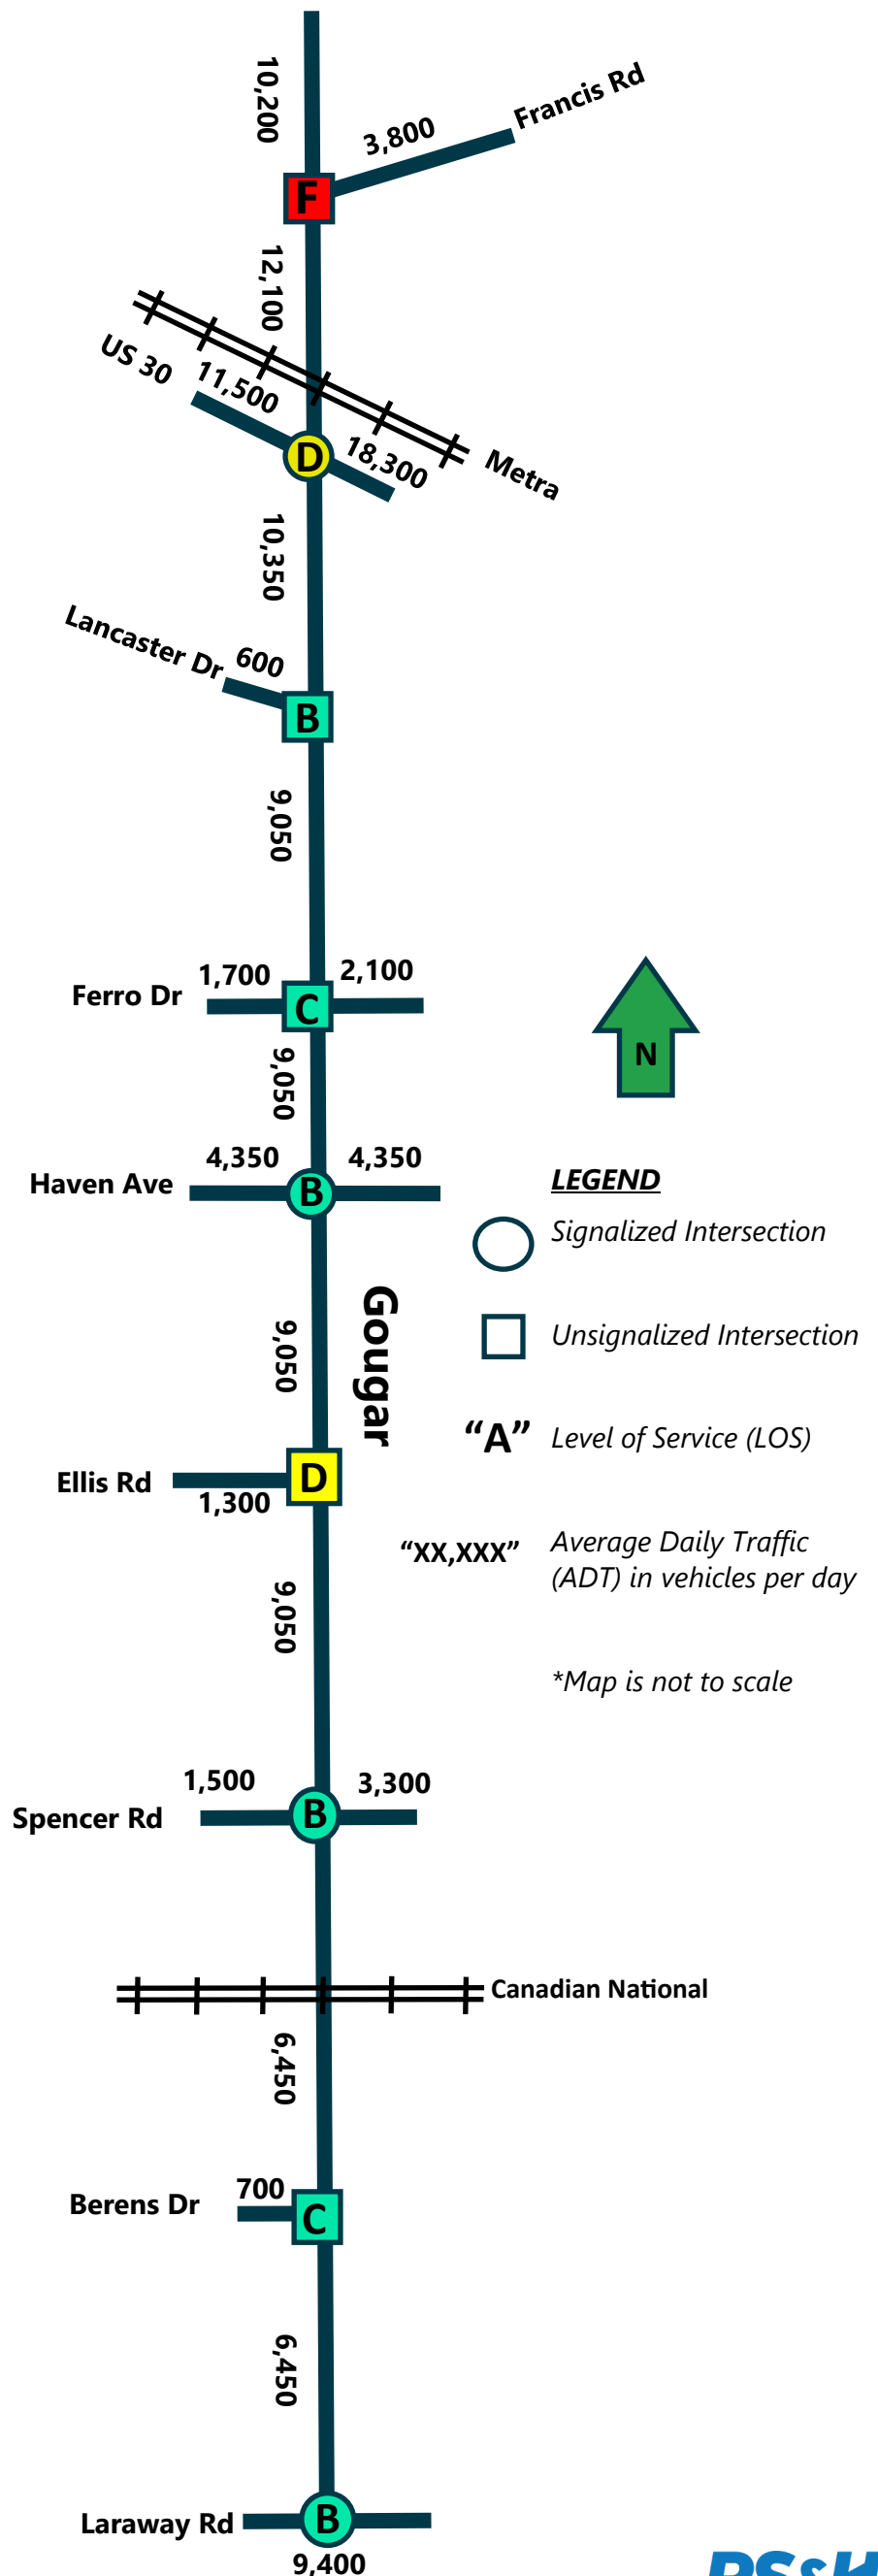 10,200
Francis Rd
3,800
F
12,100
US 30
11,500
D
18,300
Metra
10,350
Lancaster Dr
600
B
9,050
Ferro Dr
1,700
2,100
C
9,050
N
Haven Ave
4,350
4,350
B
LEGEND
Signalized Intersection
Unsignalized Intersection
“A”
Level of Service (LOS)
“XX,XXX”
Average Daily Traffic
(ADT) in vehicles per day
*Map is not to scale
Gougar
9,050
Ellis Rd
1,300
D
9,050
Spencer Rd
1,500
3,300
B
Canadian National
6,450
Berens Dr
700
C
6,450
Laraway Rd
B
9,400